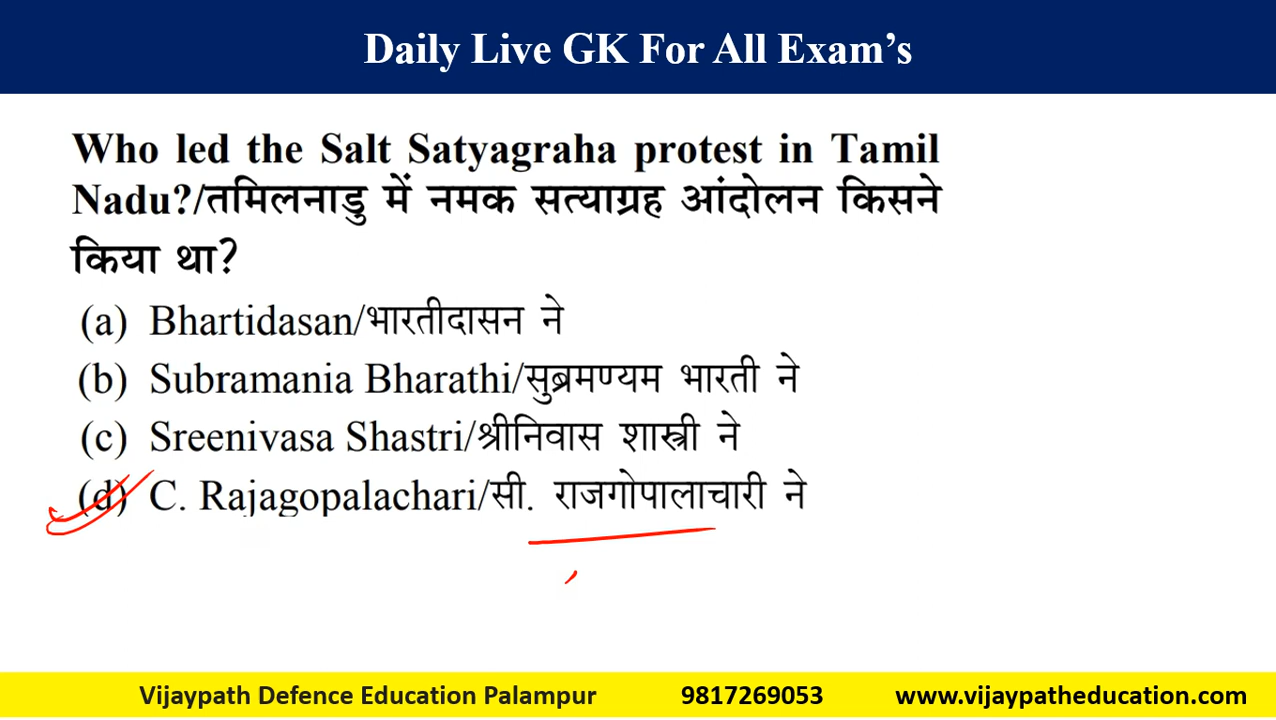 Daily Live GK For All Exam's
Who led the Salt Satyagraha protest in Tamil
Nadu?/तमिलनाडु में नमक सत्याग्रह आंदोलन किसने
किया था?
(a) Bhartidasan/भारतीदासन ने
(b) Subramania Bharathi/सुब्रमण्यम भारती ने
(c) Sreenivasa Shastri/श्रीनिवास शास्त्री ने
(d) C. Rajagopalachari/सी. राजगोपालाचारी ने
Vijaypath Defence Education Palampur 9817269053 www.vijaypatheducation.com